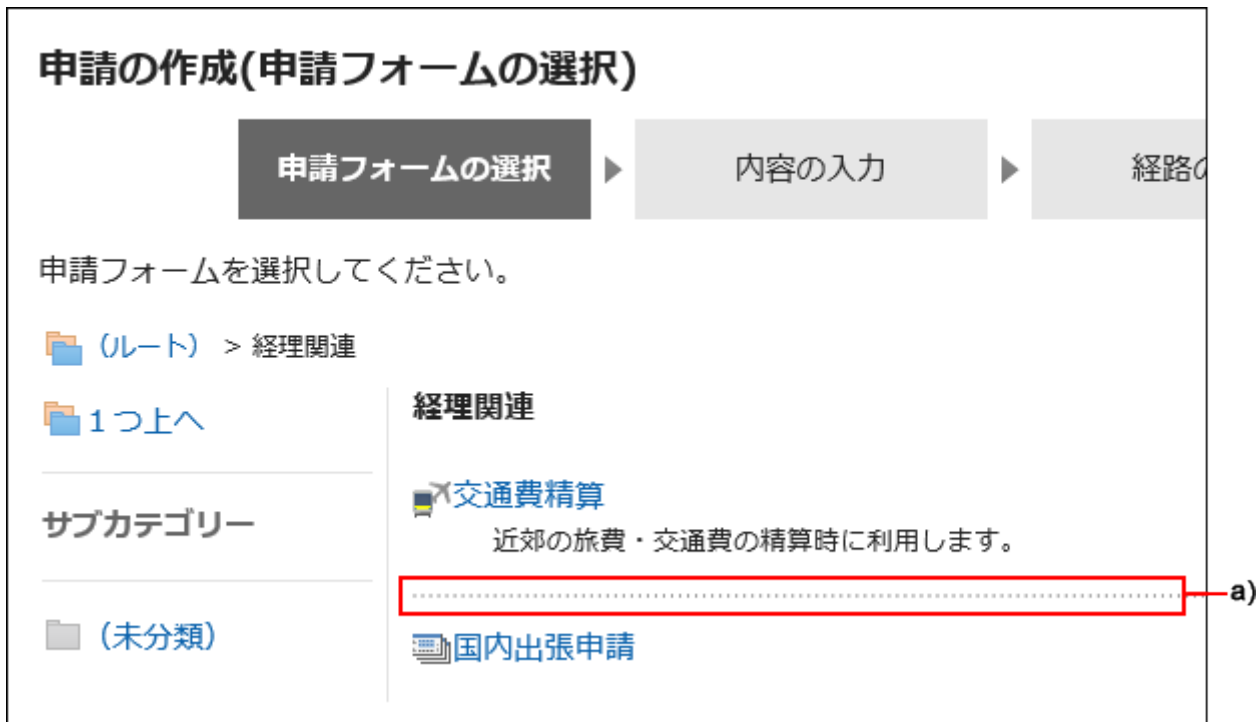 申請の作成(申請フォームの選択)
申請フォームの選択 内容の入力 経路の
申請フォームを選択してください。
(ルート) > 経理関連
1つ上へ
サブカテゴリー
(未分類)
経理関連
交通費精算
近郊の旅費・交通費の精算時に利用します。
a)
国内出張申請